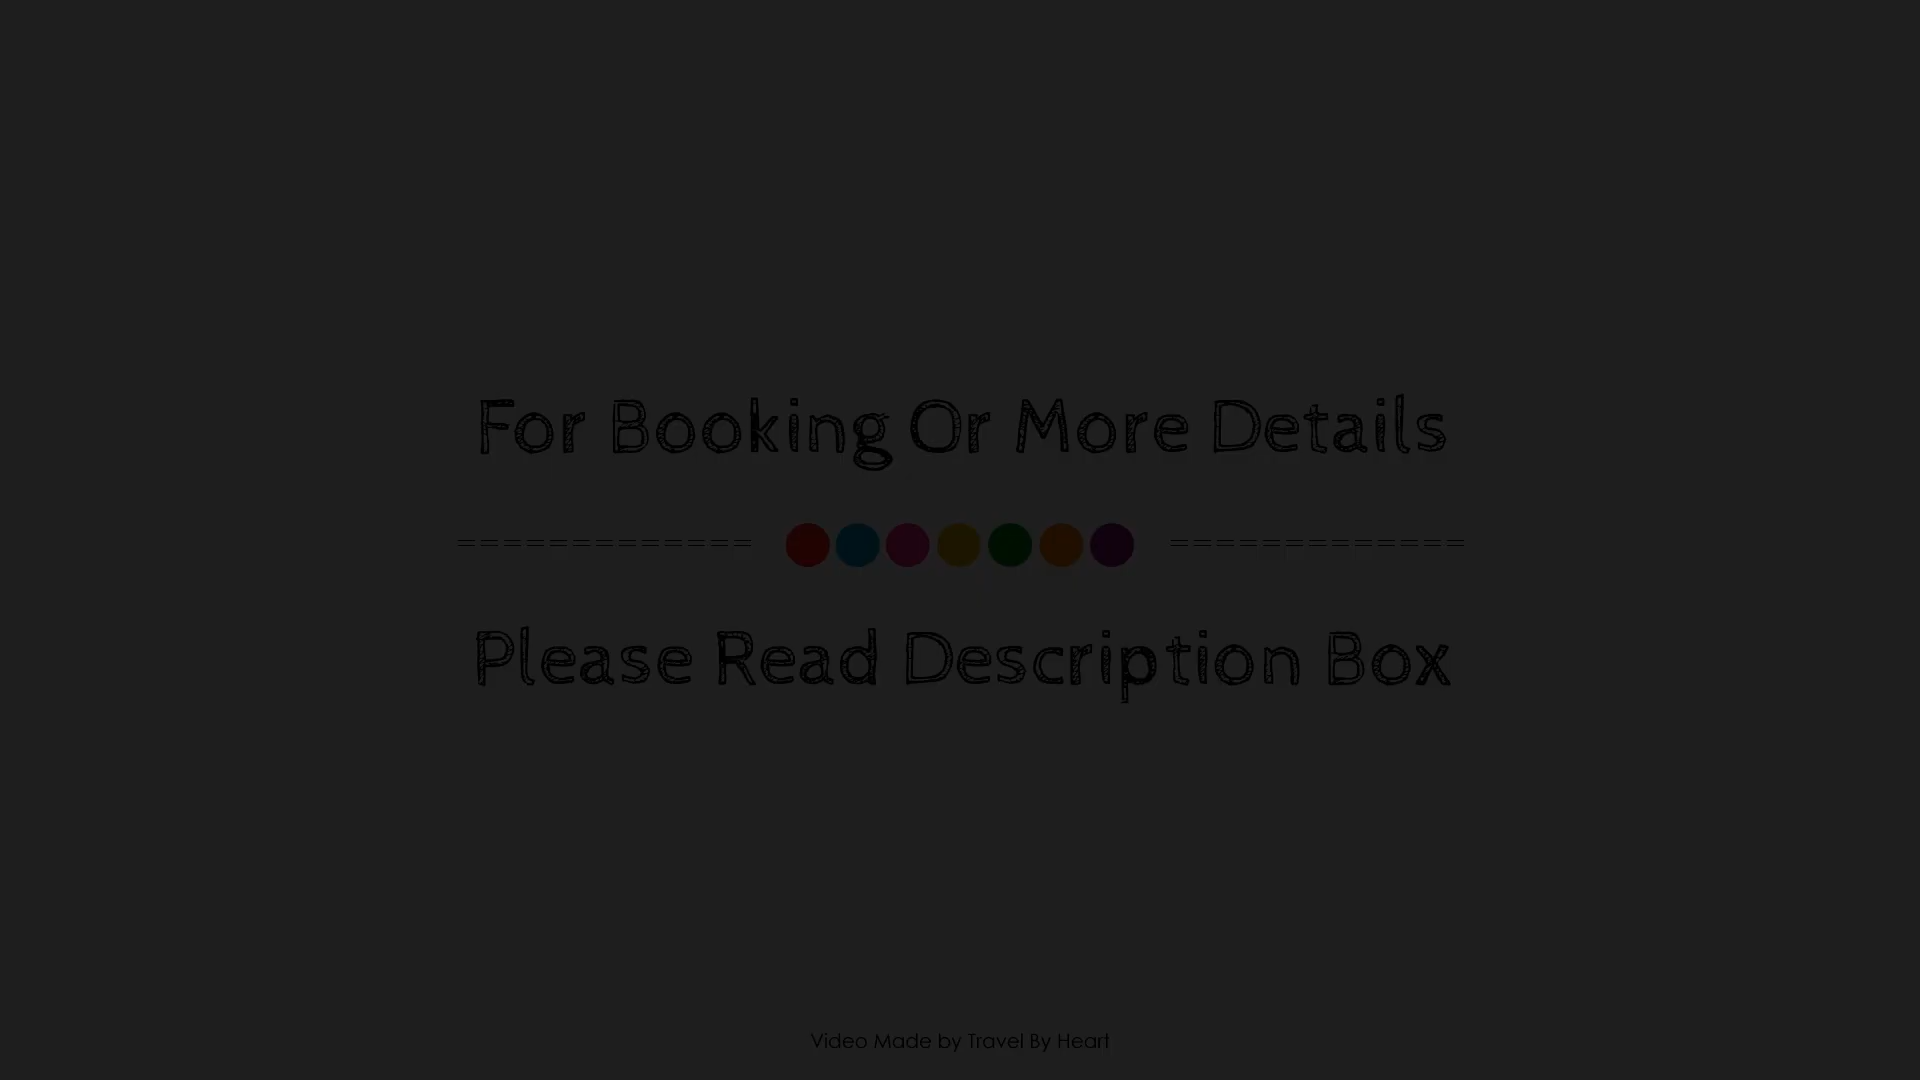 For Booking Or More Details
============= =============
Please Read Description Box
Video Made by Travel By Heart